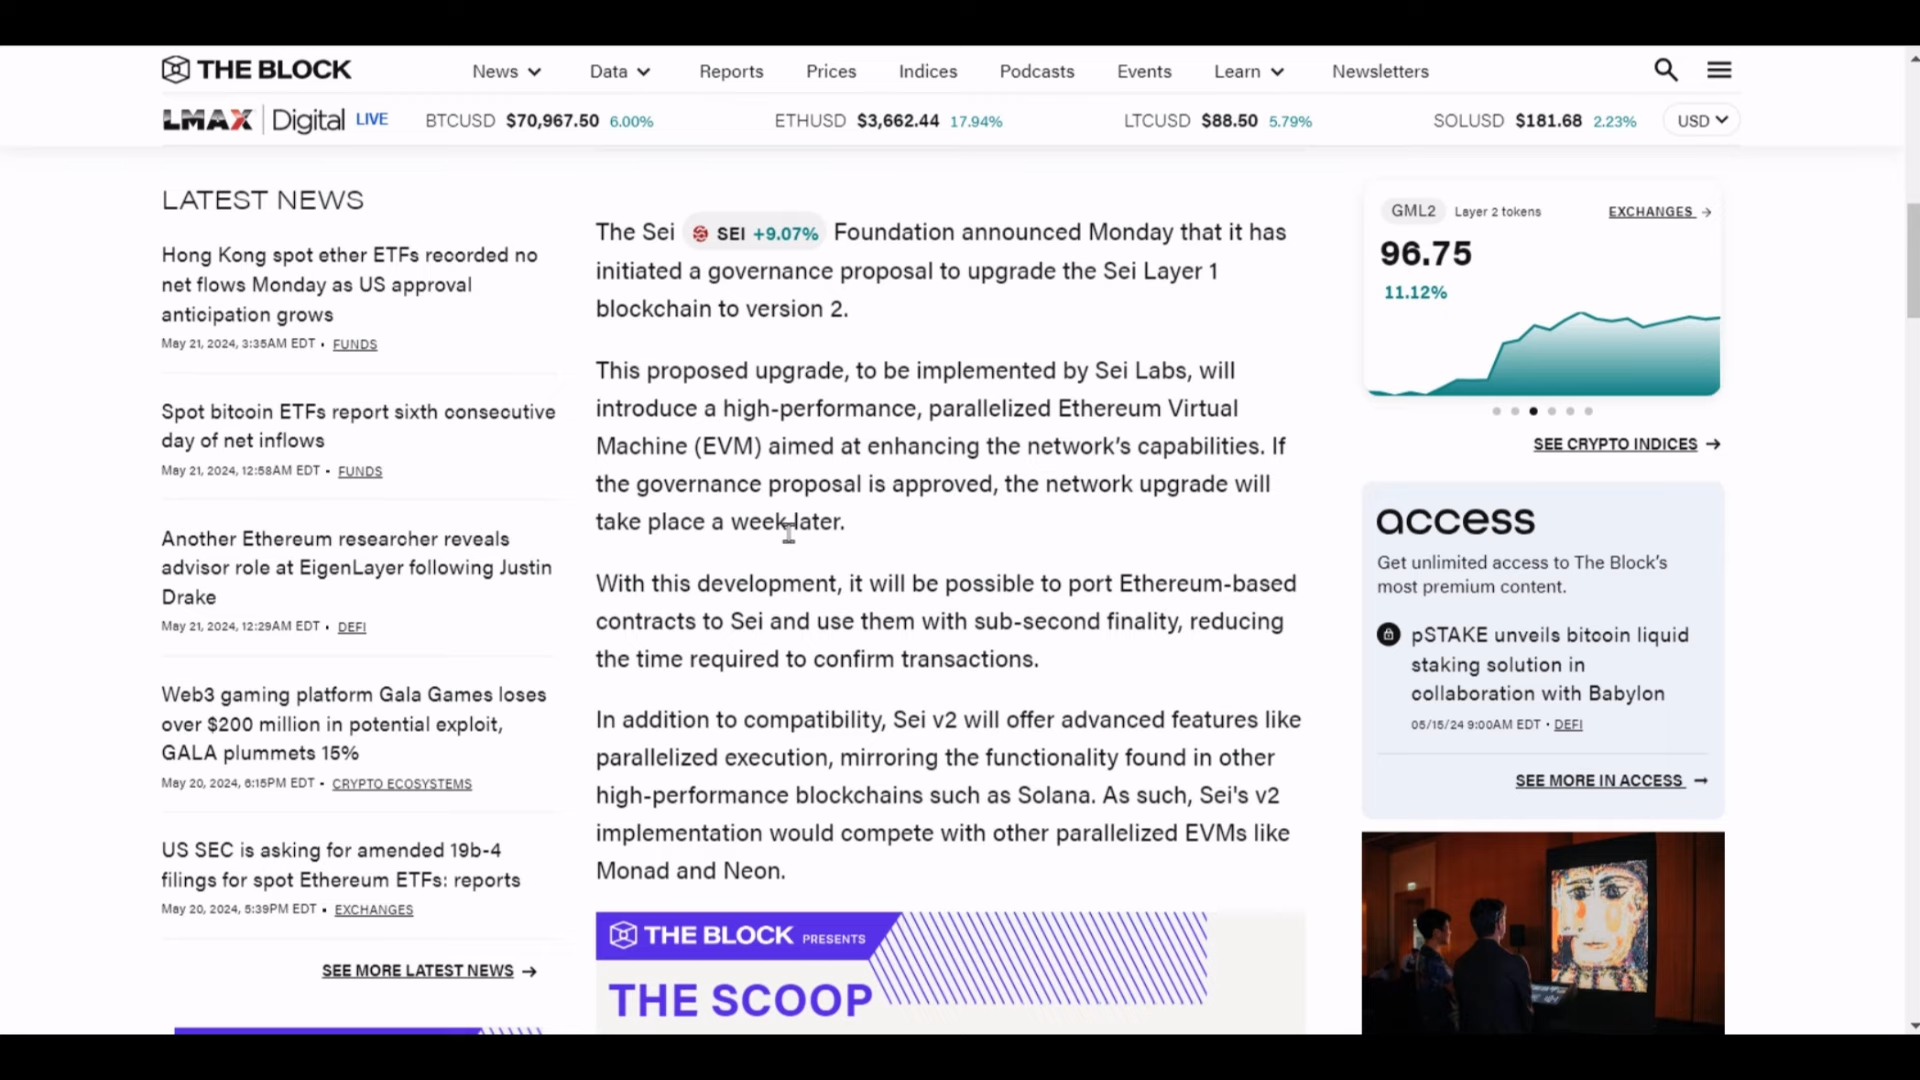 THE BLOCK
News Data Reports Prices Indices Podcasts Events Learn Newsletters
LMAX Digital LIVE BTCUSD $70,967.50 6.00% ETHUSD $3,662.44 17.94% LTCUSD $88.50 5.79% SOLUSD $181.68 2.23% USD
LATEST NEWS
Hong Kong spot ether ETFs recorded no
net flows Monday as US approval
anticipation grows
May 21, 2024, 3:35AM EDT • FUNDS
Spot bitcoin ETFs report sixth consecutive
day of net inflows
May 21, 2024, 12:58AM EDT • FUNDS
Another Ethereum researcher reveals
advisor role at EigenLayer following Justin
Drake
May 21, 2024, 12:29AM EDT • DEFI
Web3 gaming platform Gala Games loses
over $200 million in potential exploit,
GALA plummets 15%
May 20, 2024, 6:15PM EDT • CRYPTO ECOSYSTEMS
US SEC is asking for amended 19b-4
filings for spot Ethereum ETFs: reports
May 20, 2024, 5:39PM EDT • EXCHANGES
SEE MORE LATEST NEWS →
The Sei SEI +9.07% Foundation announced Monday that it has
initiated a governance proposal to upgrade the Sei Layer 1
blockchain to version 2.
This proposed upgrade, to be implemented by Sei Labs, will
introduce a high-performance, parallelized Ethereum Virtual
Machine (EVM) aimed at enhancing the network's capabilities. If
the governance proposal is approved, the network upgrade will
take place a week later.
With this development, it will be possible to port Ethereum-based
contracts to Sei and use them with sub-second finality, reducing
the time required to confirm transactions.
In addition to compatibility, Sei v2 will offer advanced features like
parallelized execution, mirroring the functionality found in other
high-performance blockchains such as Solana. As such, Sei's v2
implementation would compete with other parallelized EVMs like
Monad and Neon.
THE BLOCK PRESENTS
THE SCOOP
GML2 Layer 2 tokens EXCHANGES →
96.75
11.12%
SEE CRYPTO INDICES →
access
Get unlimited access to The Block's
most premium content.
pSTAKE unveils bitcoin liquid
staking solution in
collaboration with Babylon
05/15/24 9:00AM EDT • DEFI
SEE MORE IN ACCESS →